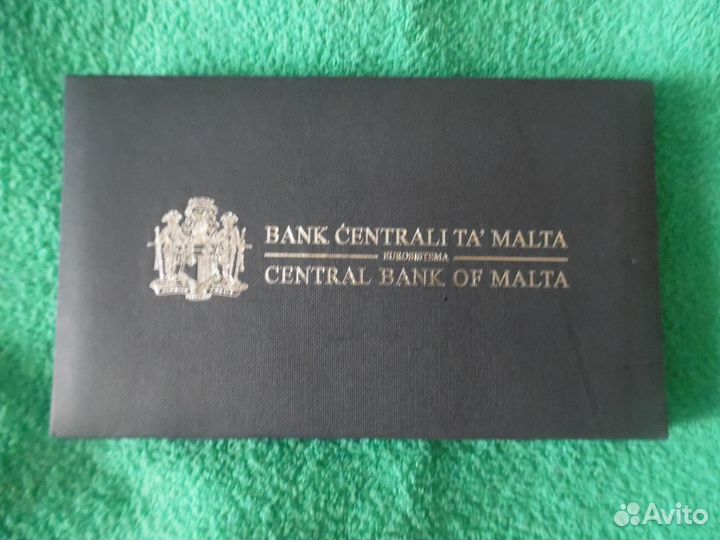 BANK ĊENTRALI TA' MALTA
EUROSISTEMA
CENTRAL BANK OF MALTA
Avito